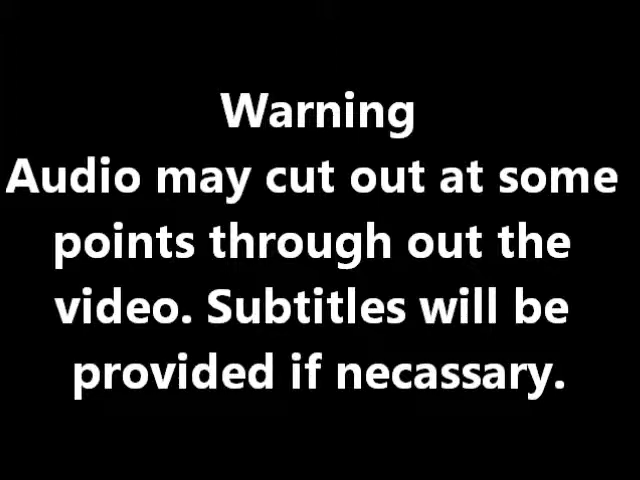 Warning
Audio may cut out at some
points through out the
video. Subtitles will be
provided if necassary.